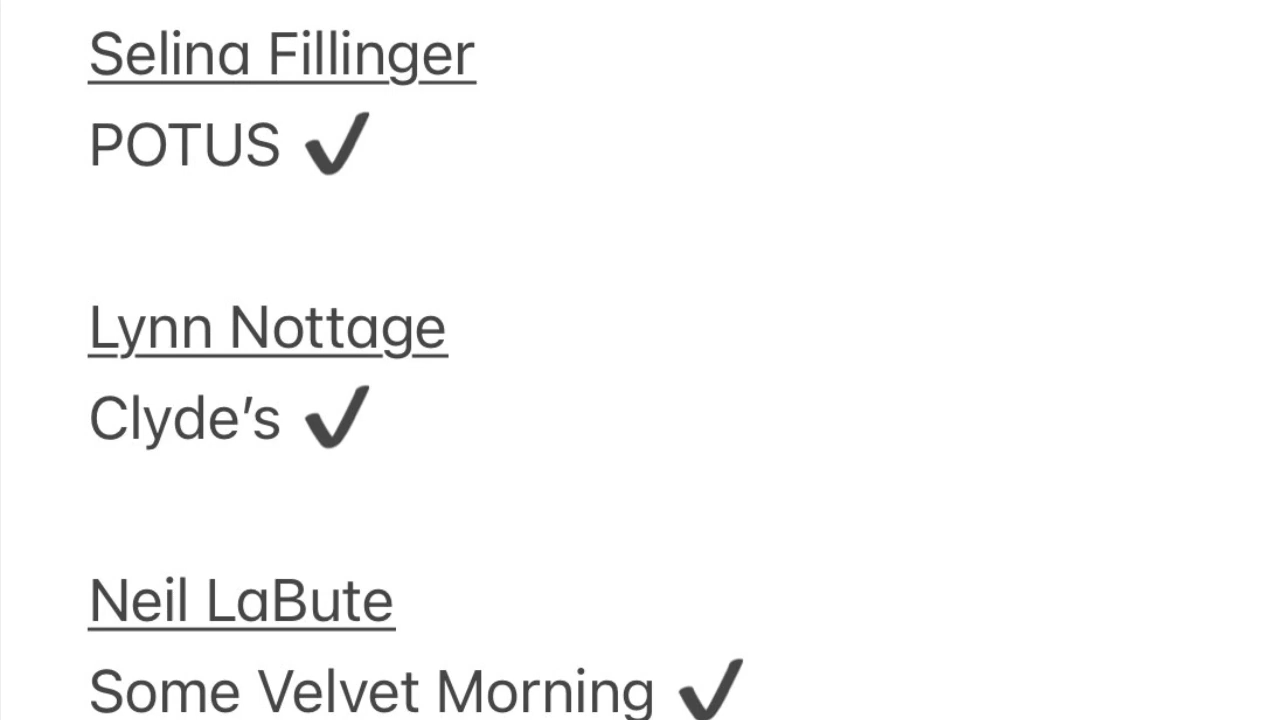 Selina Fillinger
POTUS ✔
Lynn Nottage
Clyde’s ✔
Neil LaBute
Some Velvet Morning ✔